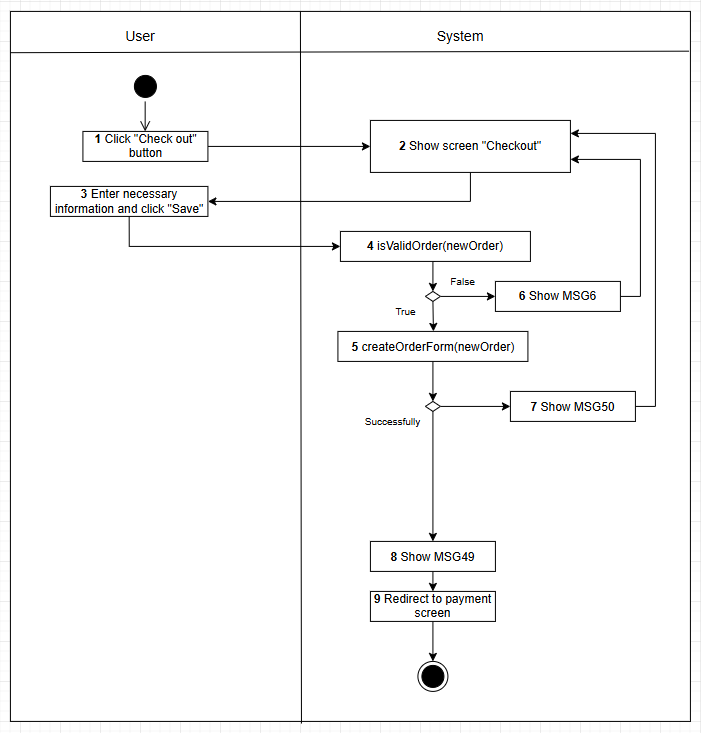 User
System
1 Click "Check out"
button
2 Show screen "Checkout"
3 Enter necessary
information and click "Save"
4 isValidOrder(newOrder)
False
6 Show MSG6
True
5 createOrderForm(newOrder)
7 Show MSG50
Successfully
8 Show MSG49
9 Redirect to payment
screen